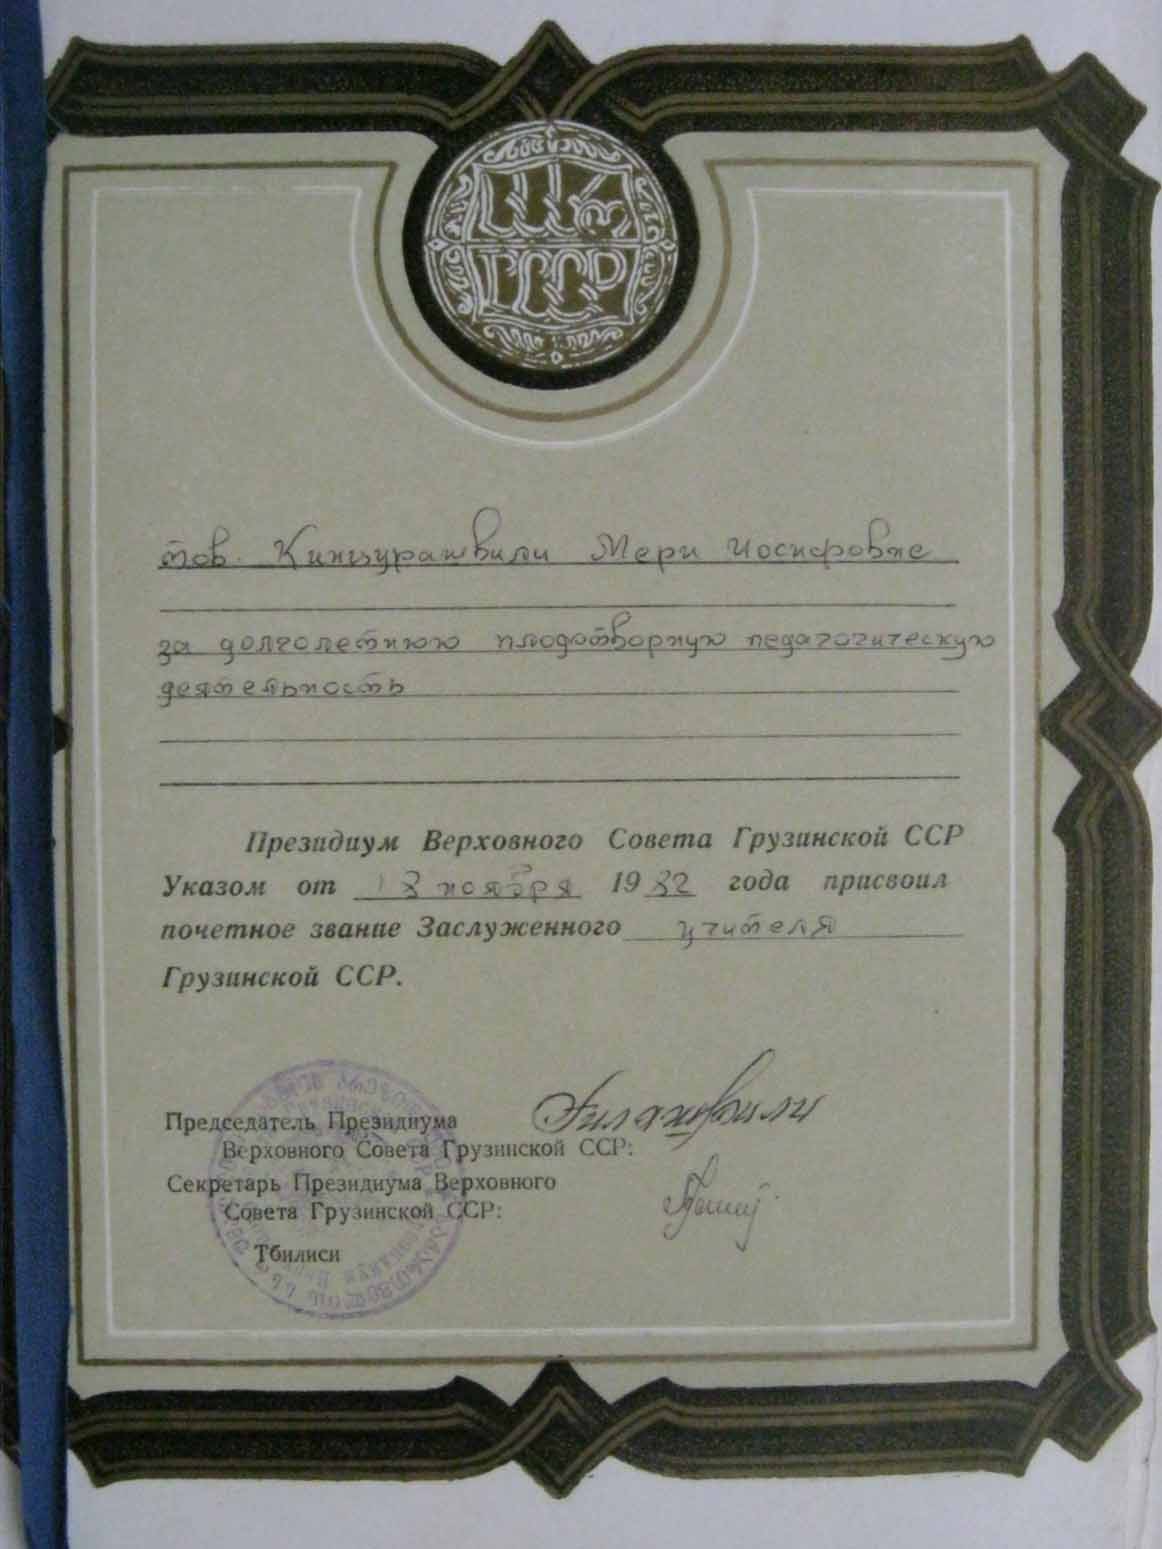 тов. Кинцурашвили Мери Иосифовне
за долголетнюю плодотворную педагогическую
деятельность
Президиум Верховного Совета Грузинской ССР
Указом от 18 ноября 1982 года присвоил
почетное звание Заслуженного учителя
Грузинской ССР.
Председатель Президиума
Верховного Совета Грузинской ССР:
Секретарь Президиума Верховного
Совета Грузинской ССР:
Тбилиси